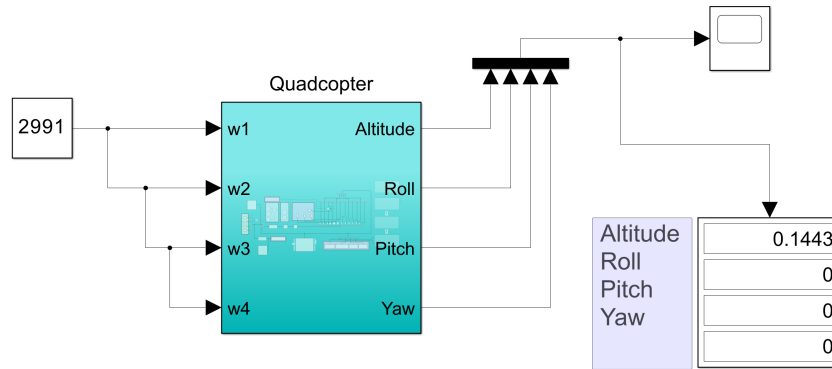 Quadcopter
2991
w1
w2
w3
w4
Altitude
Roll
Pitch
Yaw
Altitude
Roll
Pitch
Yaw
0.1443
0
0
0